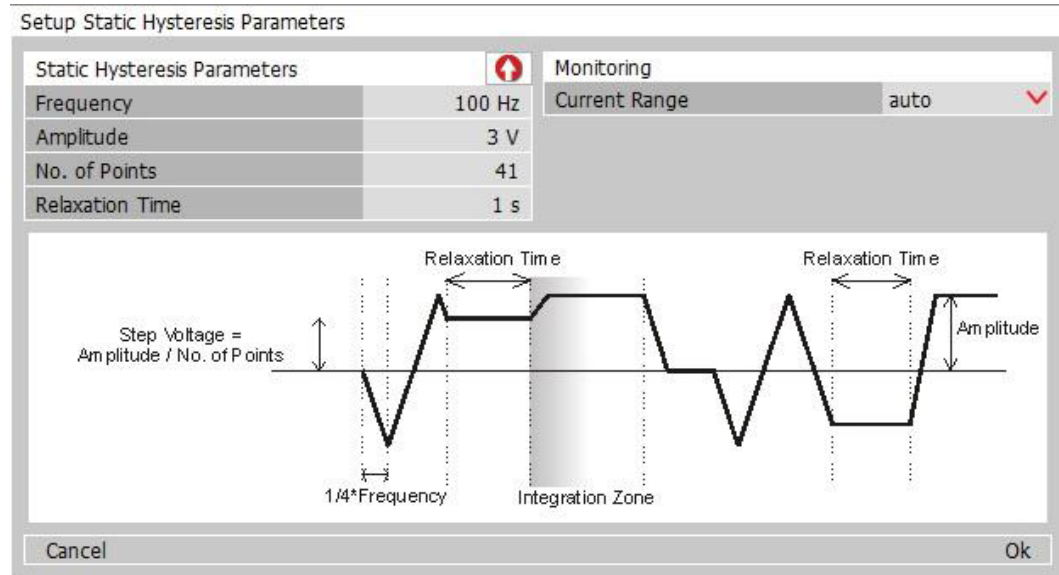 Setup Static Hysteresis Parameters
Static Hysteresis Parameters
Frequency 100 Hz
Amplitude 3 V
No. of Points 41
Relaxation Time 1 s
Monitoring
Current Range auto
Relaxation Time
Relaxation Time
Step Voltage =
Amplitude / No. of Points
Amplitude
1/4*Frequency
Integration Zone
Cancel
Ok